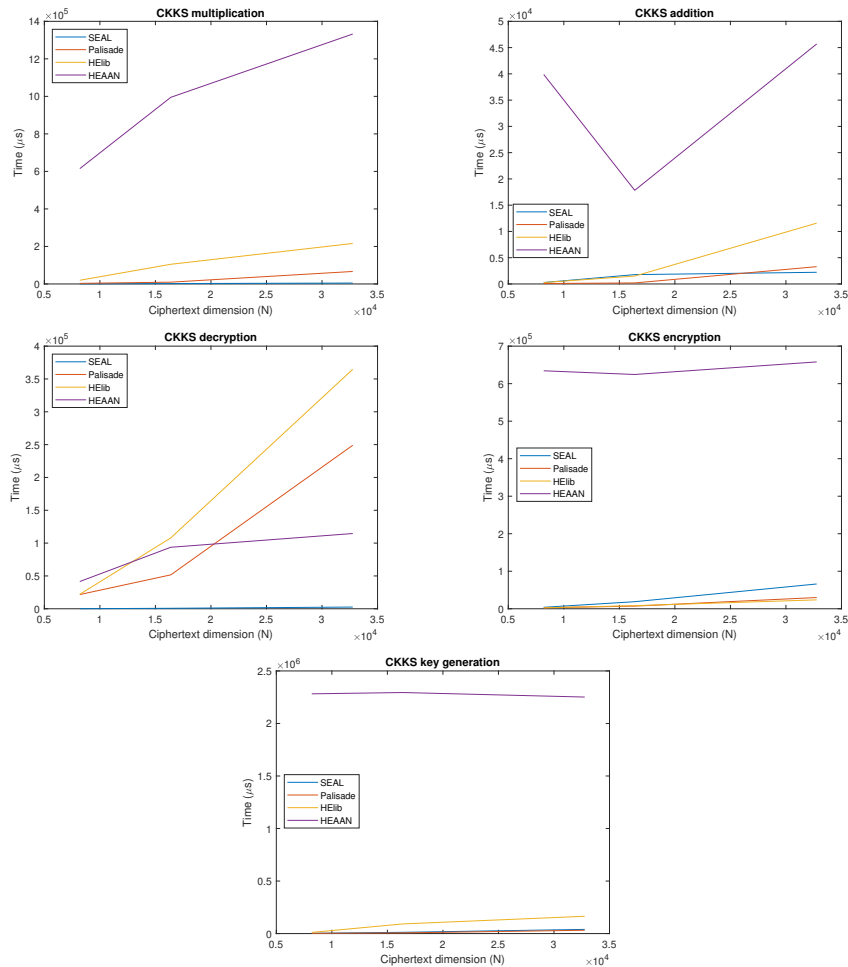 CKKS multiplication
×10^5
14
12
10
8
6
4
2
0
Time (μs)
SEAL
Palisade
HElib
HEAAN
0.5 1 1.5 2 2.5 3 3.5
Ciphertext dimension (N)
×10^4
CKKS addition
×10^4
5
4.5
4
3.5
3
2.5
2
1.5
1
0.5
0
Time (μs)
SEAL
Palisade
HElib
HEAAN
0.5 1 1.5 2 2.5 3 3.5
Ciphertext dimension (N)
×10^4
CKKS decryption
×10^5
4
3.5
3
2.5
2
1.5
1
0.5
0
Time (μs)
SEAL
Palisade
HElib
HEAAN
0.5 1 1.5 2 2.5 3 3.5
Ciphertext dimension (N)
×10^4
CKKS encryption
×10^5
7
6
5
4
3
2
1
0
Time (μs)
SEAL
Palisade
HElib
HEAAN
0.5 1 1.5 2 2.5 3 3.5
Ciphertext dimension (N)
×10^4
CKKS key generation
×10^6
2.5
2
1.5
1
0.5
0
Time (μs)
SEAL
Palisade
HElib
HEAAN
0.5 1 1.5 2 2.5 3 3.5
Ciphertext dimension (N)
×10^4